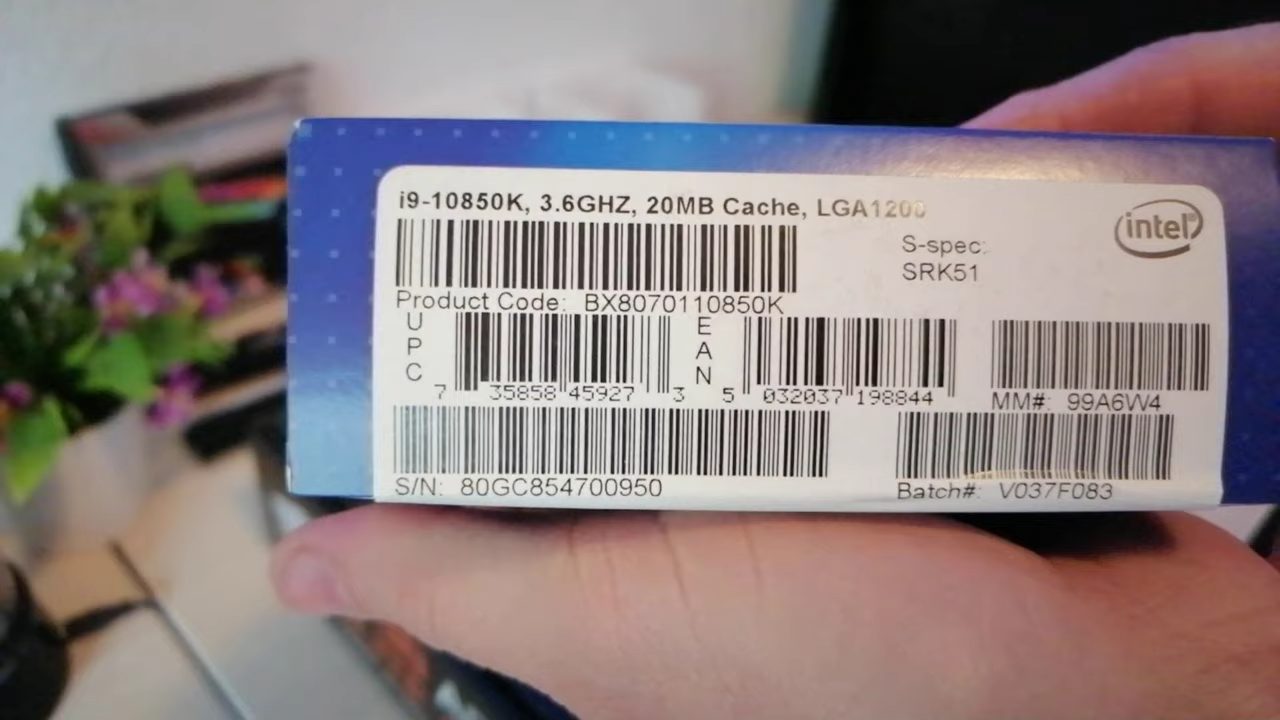 i9-10850K, 3.6GHZ, 20MB Cache, LGA1200
intel
S-spec:
SRK51
Product Code: BX8070110850K
UPC
7 35858 45927 3
EAN
5 032037 198844
MM#: 99A6W4
S/N: 80GC854700950
Batch#: V037F083